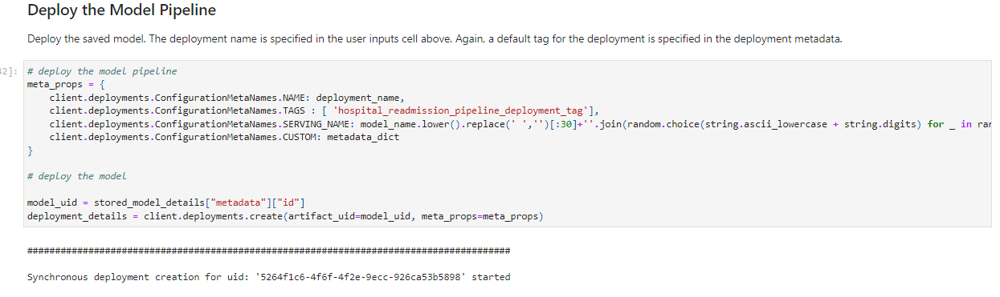 Deploy the Model Pipeline
Deploy the saved model. The deployment name is specified in the user inputs cell above. Again, a default tag for the deployment is specified in the deployment metadata.
2]:
# deploy the model pipeline
meta_props = {
    client.deployments.ConfigurationMetaNames.NAME: deployment_name,
    client.deployments.ConfigurationMetaNames.TAGS : [ 'hospital_readmission_pipeline_deployment_tag'],
    client.deployments.ConfigurationMetaNames.SERVING_NAME: model_name.lower().replace(' ','')[:30]+''.join(random.choice(string.ascii_lowercase + string.digits) for _ in rar
    client.deployments.ConfigurationMetaNames.CUSTOM: metadata_dict
}
# deploy the model
model_uid = stored_model_details["metadata"]["id"]
deployment_details = client.deployments.create(artifact_uid=model_uid, meta_props=meta_props)
#######################################################################################
Synchronous deployment creation for uid: '5264f1c6-4f6f-4f2e-9ecc-926ca53b5898' started